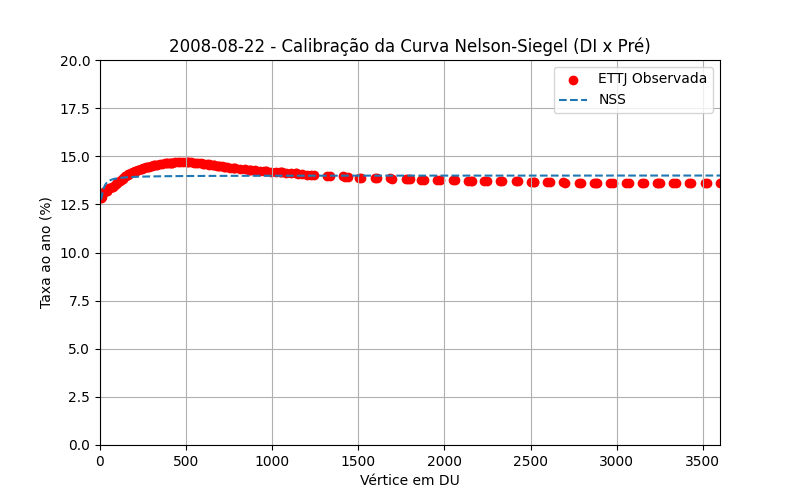 2008-08-22 - Calibração da Curva Nelson-Siegel (DI x Pré)
ETTJ Observada
NSS
20.0
17.5
15.0
12.5
10.0
7.5
5.0
2.5
0.0
Taxa ao ano (%)
0 500 1000 1500 2000 2500 3000 3500
Vértice em DU